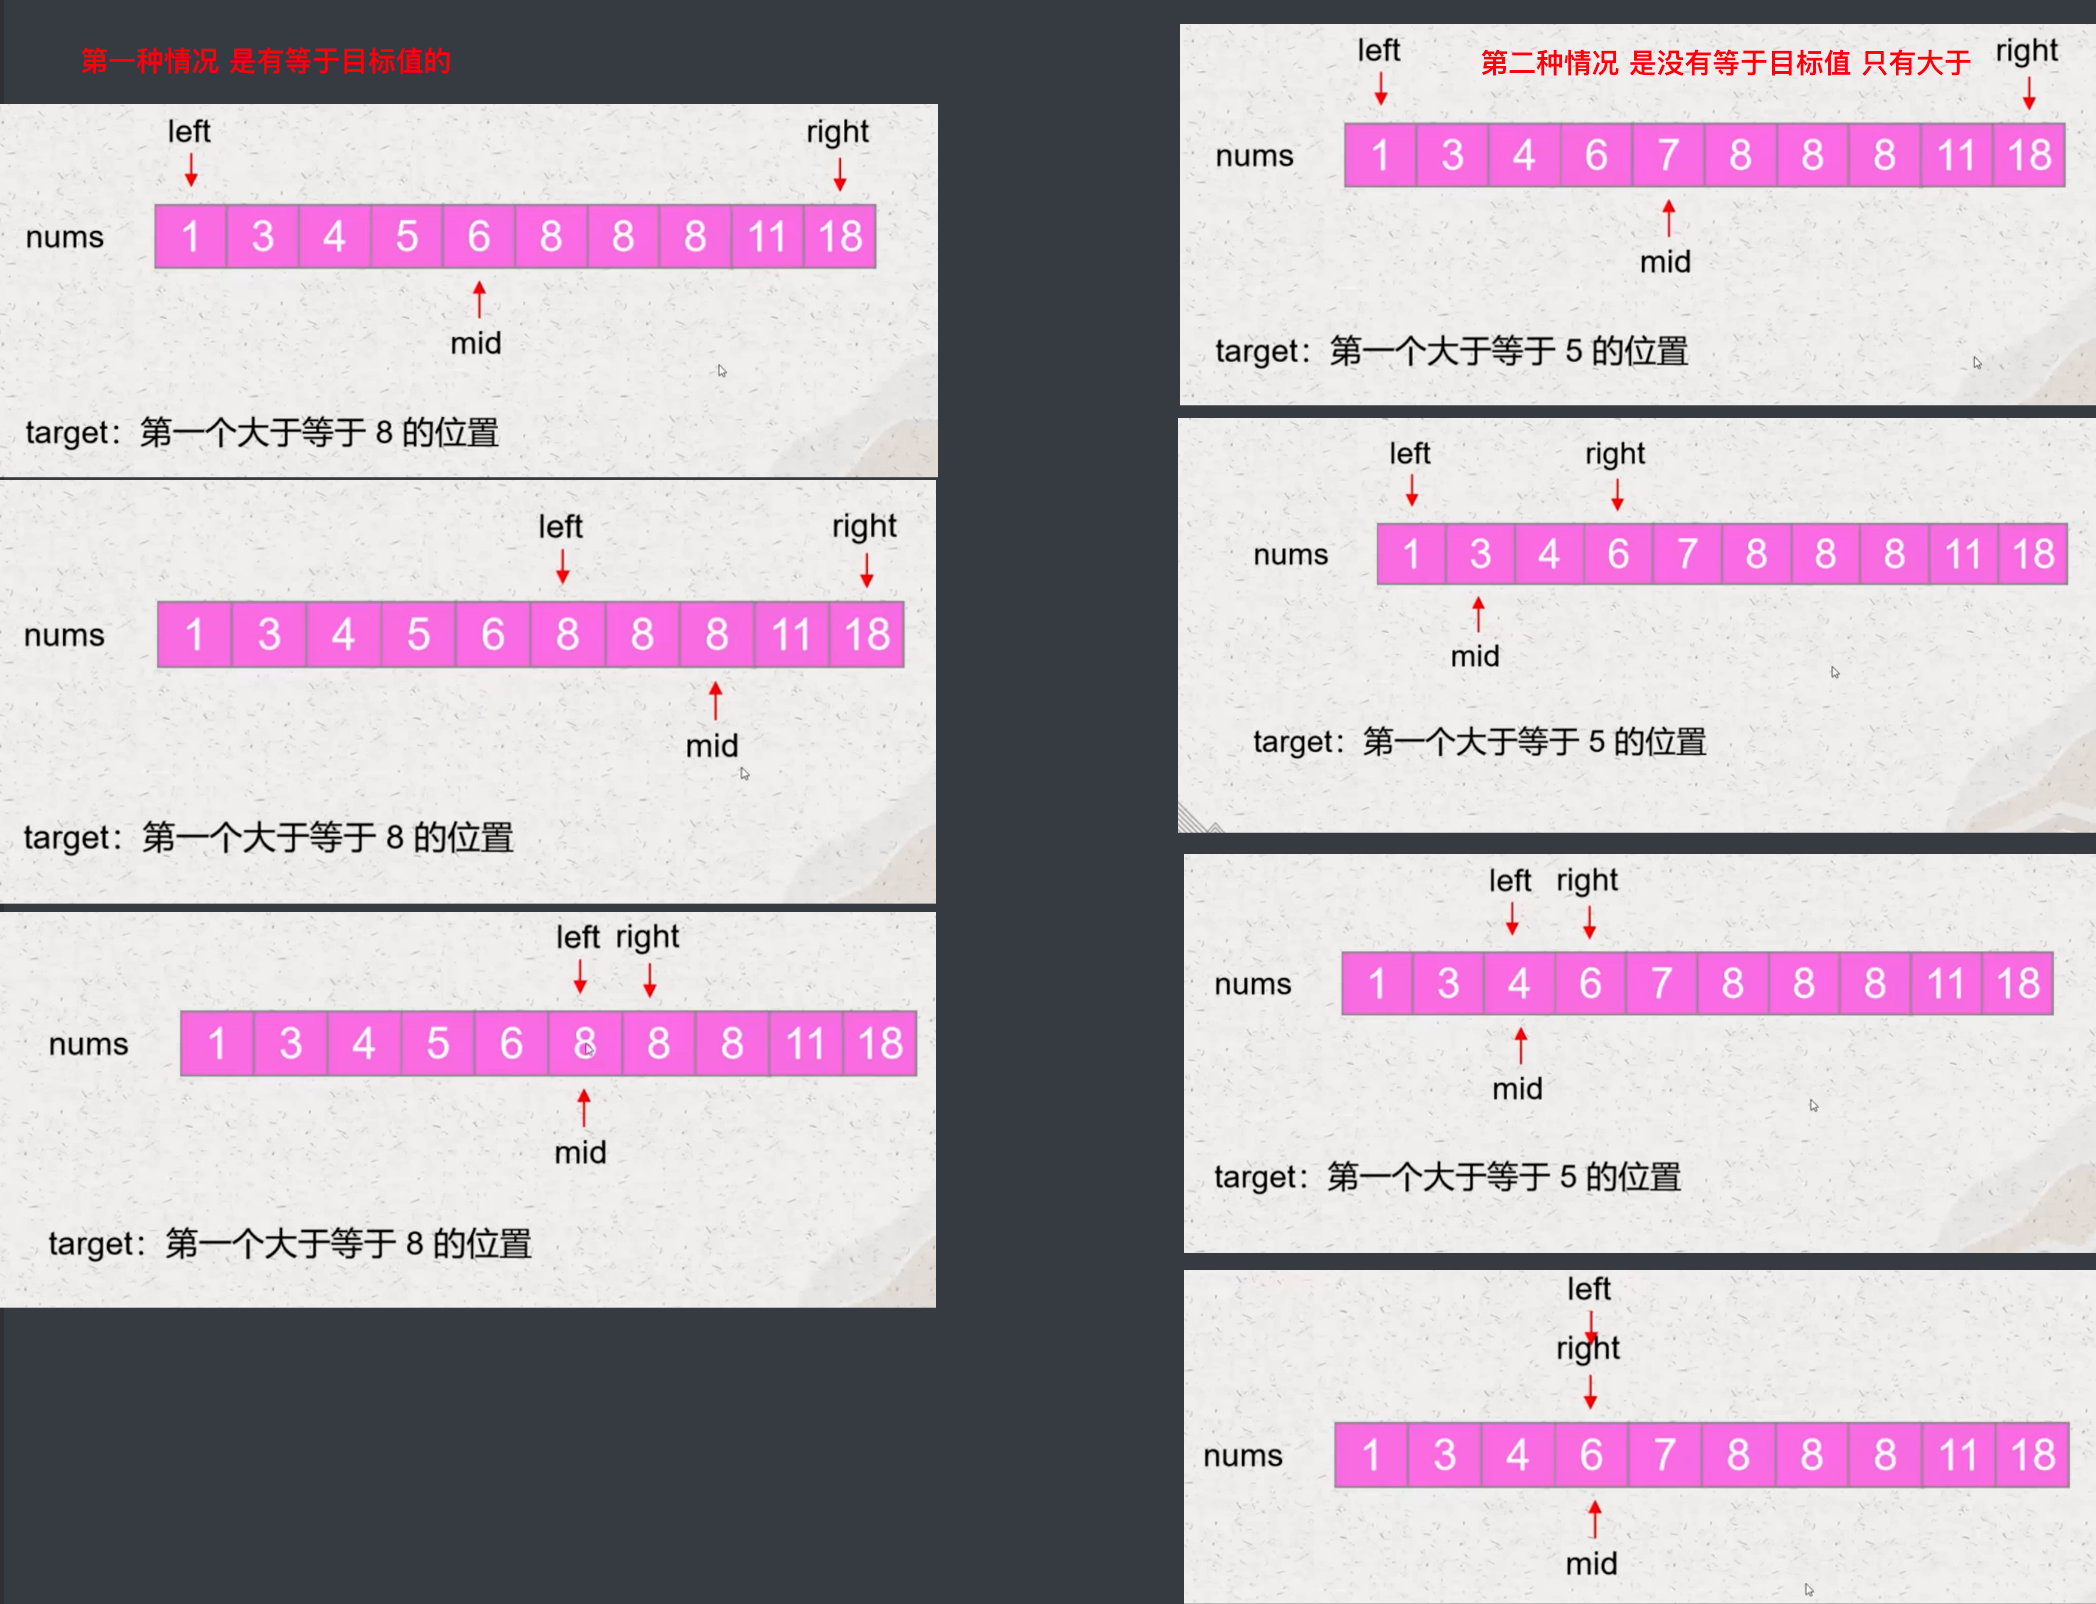 第一种情况 是有等于目标值的
left right
nums 1 3 4 5 6 8 8 8 11 18
mid
target：第一个大于等于 8 的位置
left right
nums 1 3 4 5 6 8 8 8 11 18
mid
target：第一个大于等于 8 的位置
left right
nums 1 3 4 5 6 8 8 8 11 18
mid
target：第一个大于等于 8 的位置
第二种情况 是没有等于目标值 只有大于
left right
nums 1 3 4 6 7 8 8 8 11 18
mid
target：第一个大于等于 5 的位置
left right
nums 1 3 4 6 7 8 8 8 11 18
mid
target：第一个大于等于 5 的位置
left right
nums 1 3 4 6 7 8 8 8 11 18
mid
target：第一个大于等于 5 的位置
left
right
nums 1 3 4 6 7 8 8 8 11 18
mid